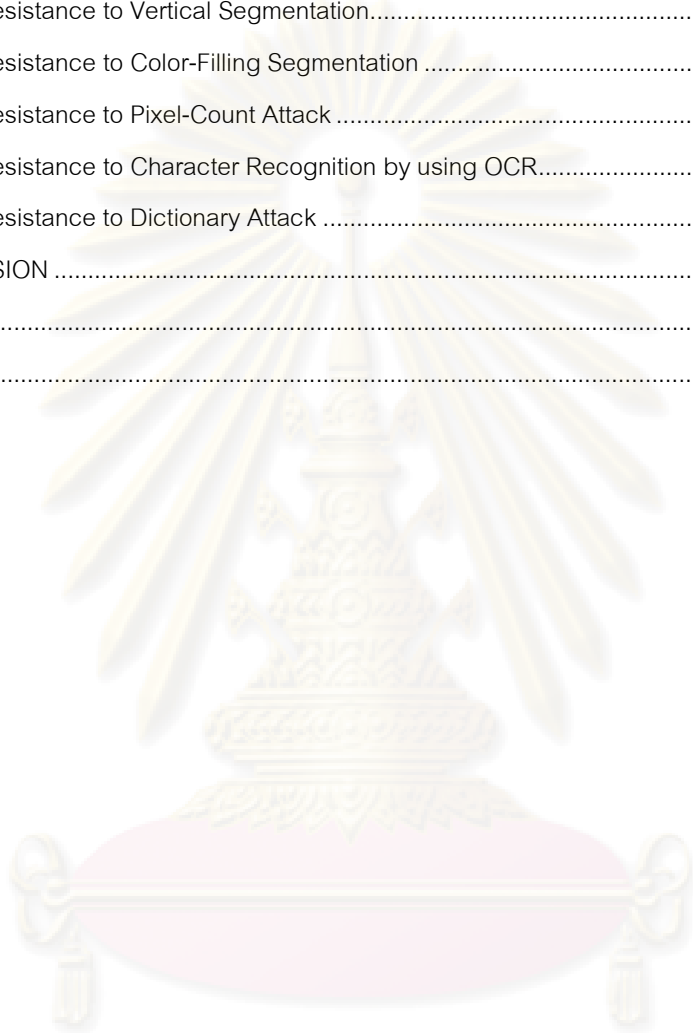 esistance to Vertical Segmentation................................................
esistance to Color-Filling Segmentation ........................................
esistance to Pixel-Count Attack .....................................................
esistance to Character Recognition by using OCR.......................
esistance to Dictionary Attack .......................................................
SION ................................................................................................
.......................................................................................................
.......................................................................................................